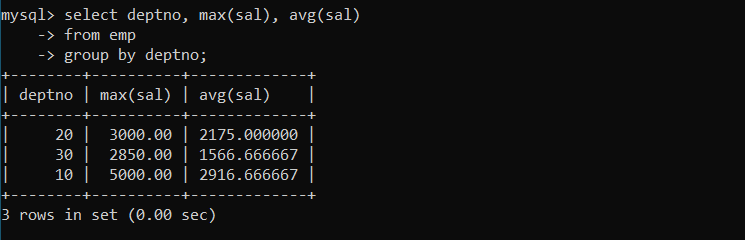 mysql> select deptno, max(sal), avg(sal)
    -> from emp
    -> group by deptno;
+--------+----------+-------------+
| deptno | max(sal) | avg(sal)    |
+--------+----------+-------------+
|     20 |  3000.00 | 2175.000000 |
|     30 |  2850.00 | 1566.666667 |
|     10 |  5000.00 | 2916.666667 |
+--------+----------+-------------+
3 rows in set (0.00 sec)